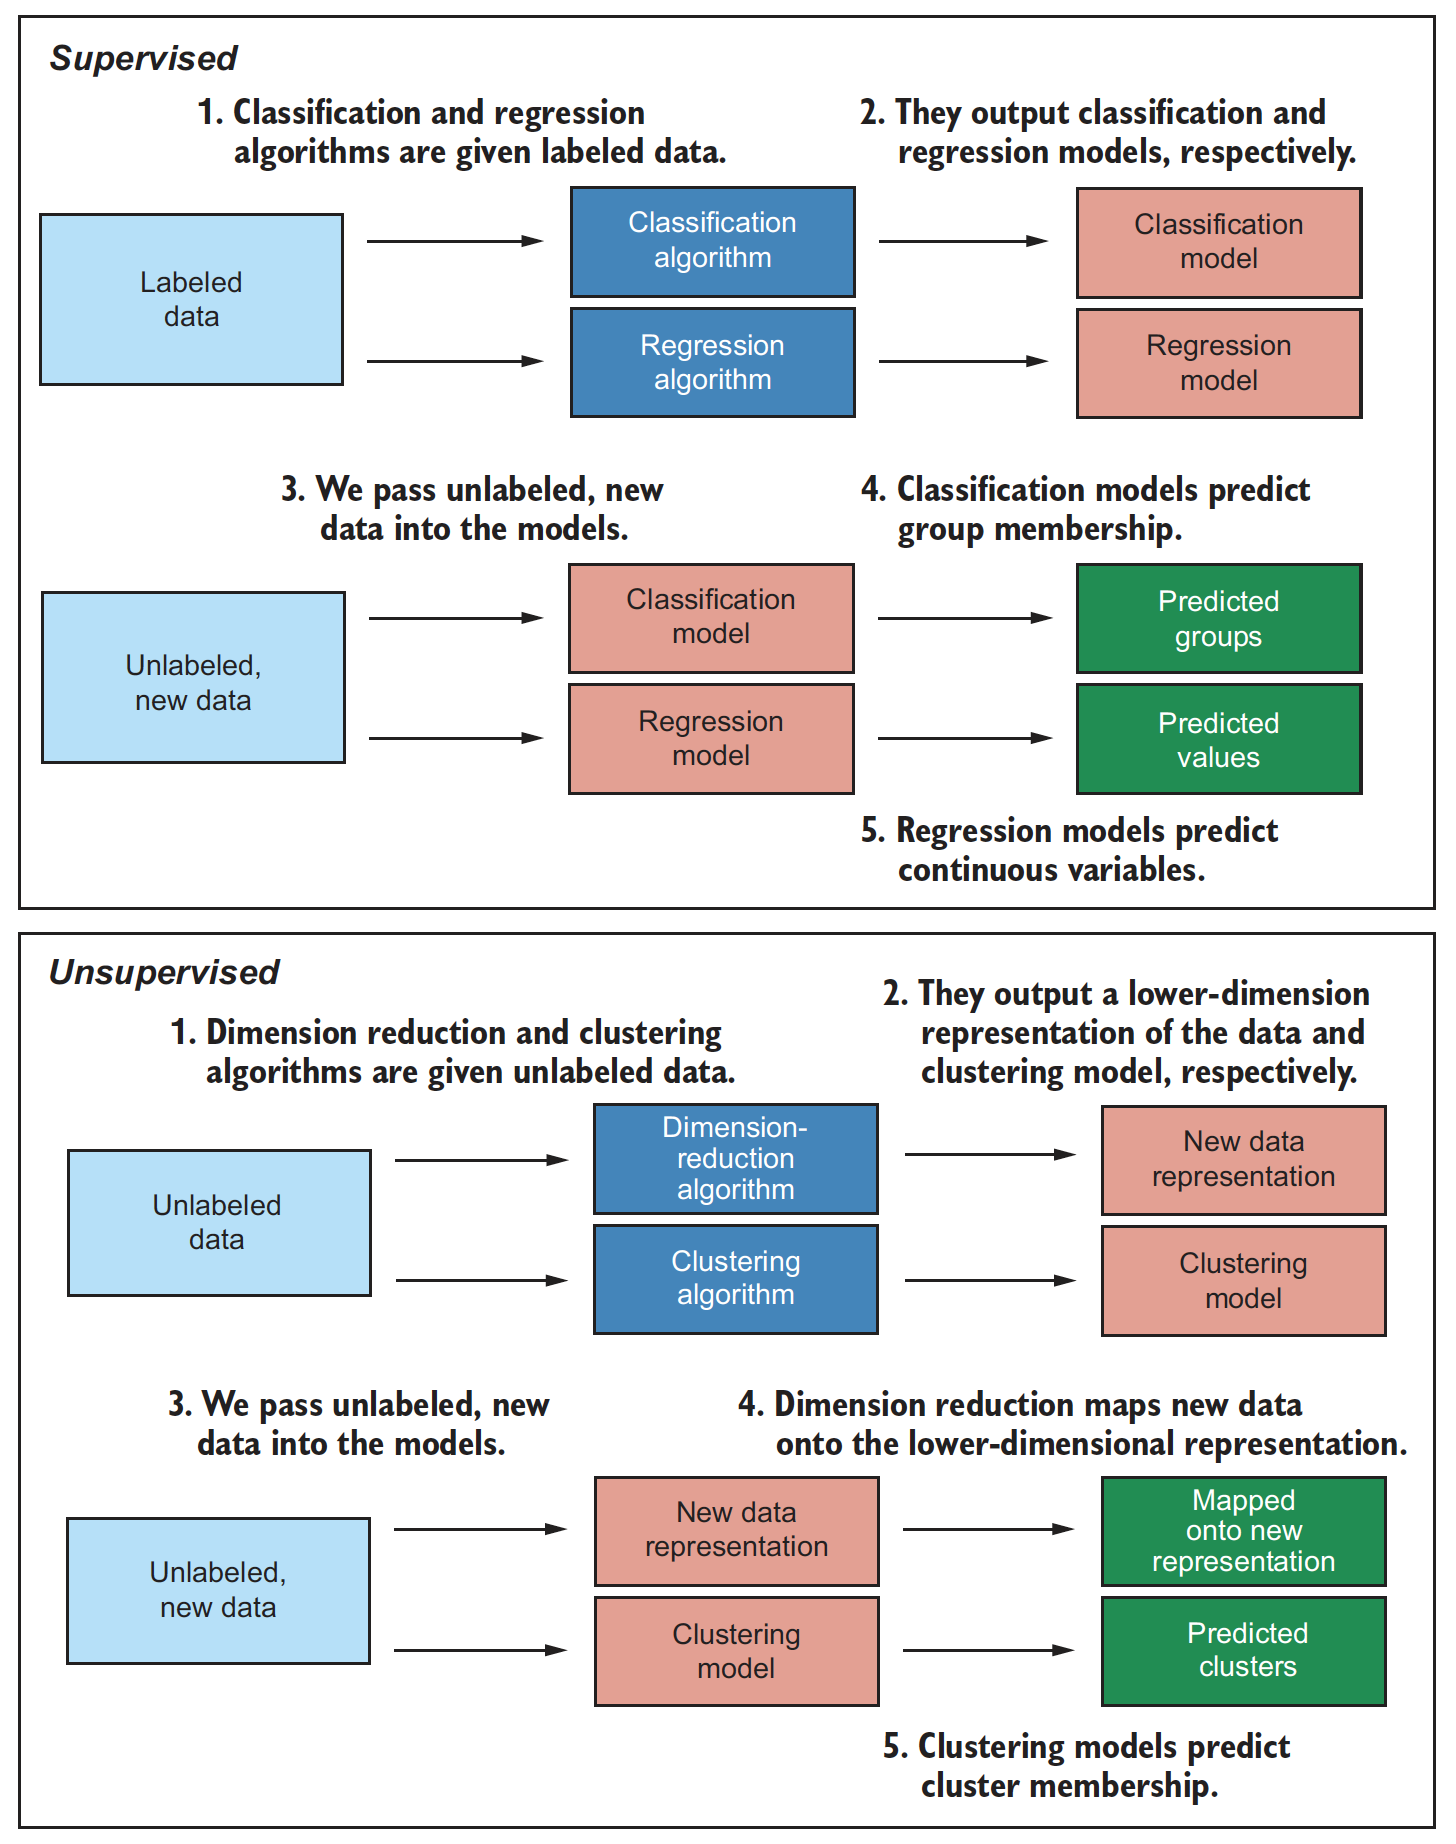 Supervised
1. Classification and regression
algorithms are given labeled data.
2. They output classification and
regression models, respectively.
Labeled
data
Classification
algorithm
Classification
model
Regression
algorithm
Regression
model
3. We pass unlabeled, new
data into the models.
4. Classification models predict
group membership.
Unlabeled,
new data
Classification
model
Predicted
groups
Regression
model
Predicted
values
5. Regression models predict
continuous variables.
Unsupervised
1. Dimension reduction and clustering
algorithms are given unlabeled data.
2. They output a lower-dimension
representation of the data and
clustering model, respectively.
Unlabeled
data
Dimension-
reduction
algorithm
New data
representation
Clustering
algorithm
Clustering
model
3. We pass unlabeled, new
data into the models.
4. Dimension reduction maps new data
onto the lower-dimensional representation.
Unlabeled,
new data
New data
representation
Mapped
onto new
representation
Clustering
model
Predicted
clusters
5. Clustering models predict
cluster membership.